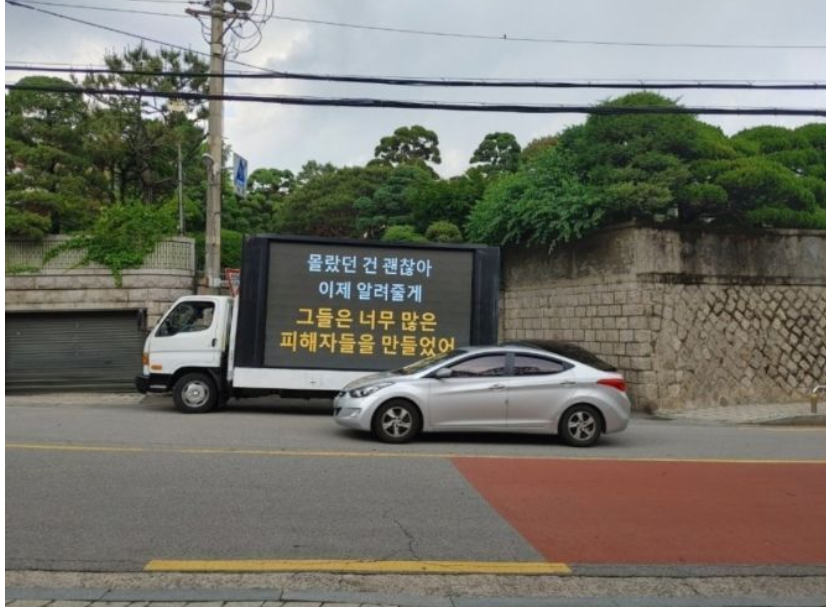 몰랐던 건 괜찮아
이제 알려줄게
그들은 너무 많은
피해자들을 만들었어